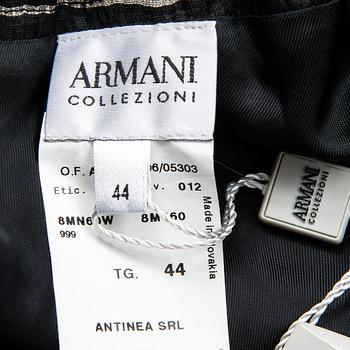 ARMANI
COLLEZIONI
O.F. A 06/05303
Etic. v. 012
44
8MN60W 8M 60
999
TG. 44
ANTINEA SRL
Made in Slovakia
ARMANI
COLLEZIONI